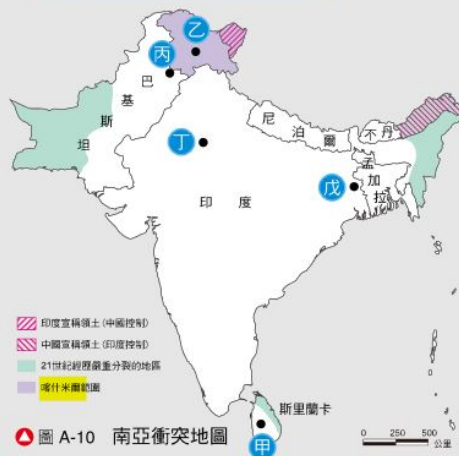 乙
丙
巴
基
斯
坦
尼泊爾
不丹
丁
孟
加
拉
戊
印度
印度宣稱領土(中國控制)
中國宣稱領土(印度控制)
21世紀經歷嚴重分裂的地區
喀什米爾範圍
斯里蘭卡
圖 A-10 南亞衝突地圖
甲
0 250 500
公里